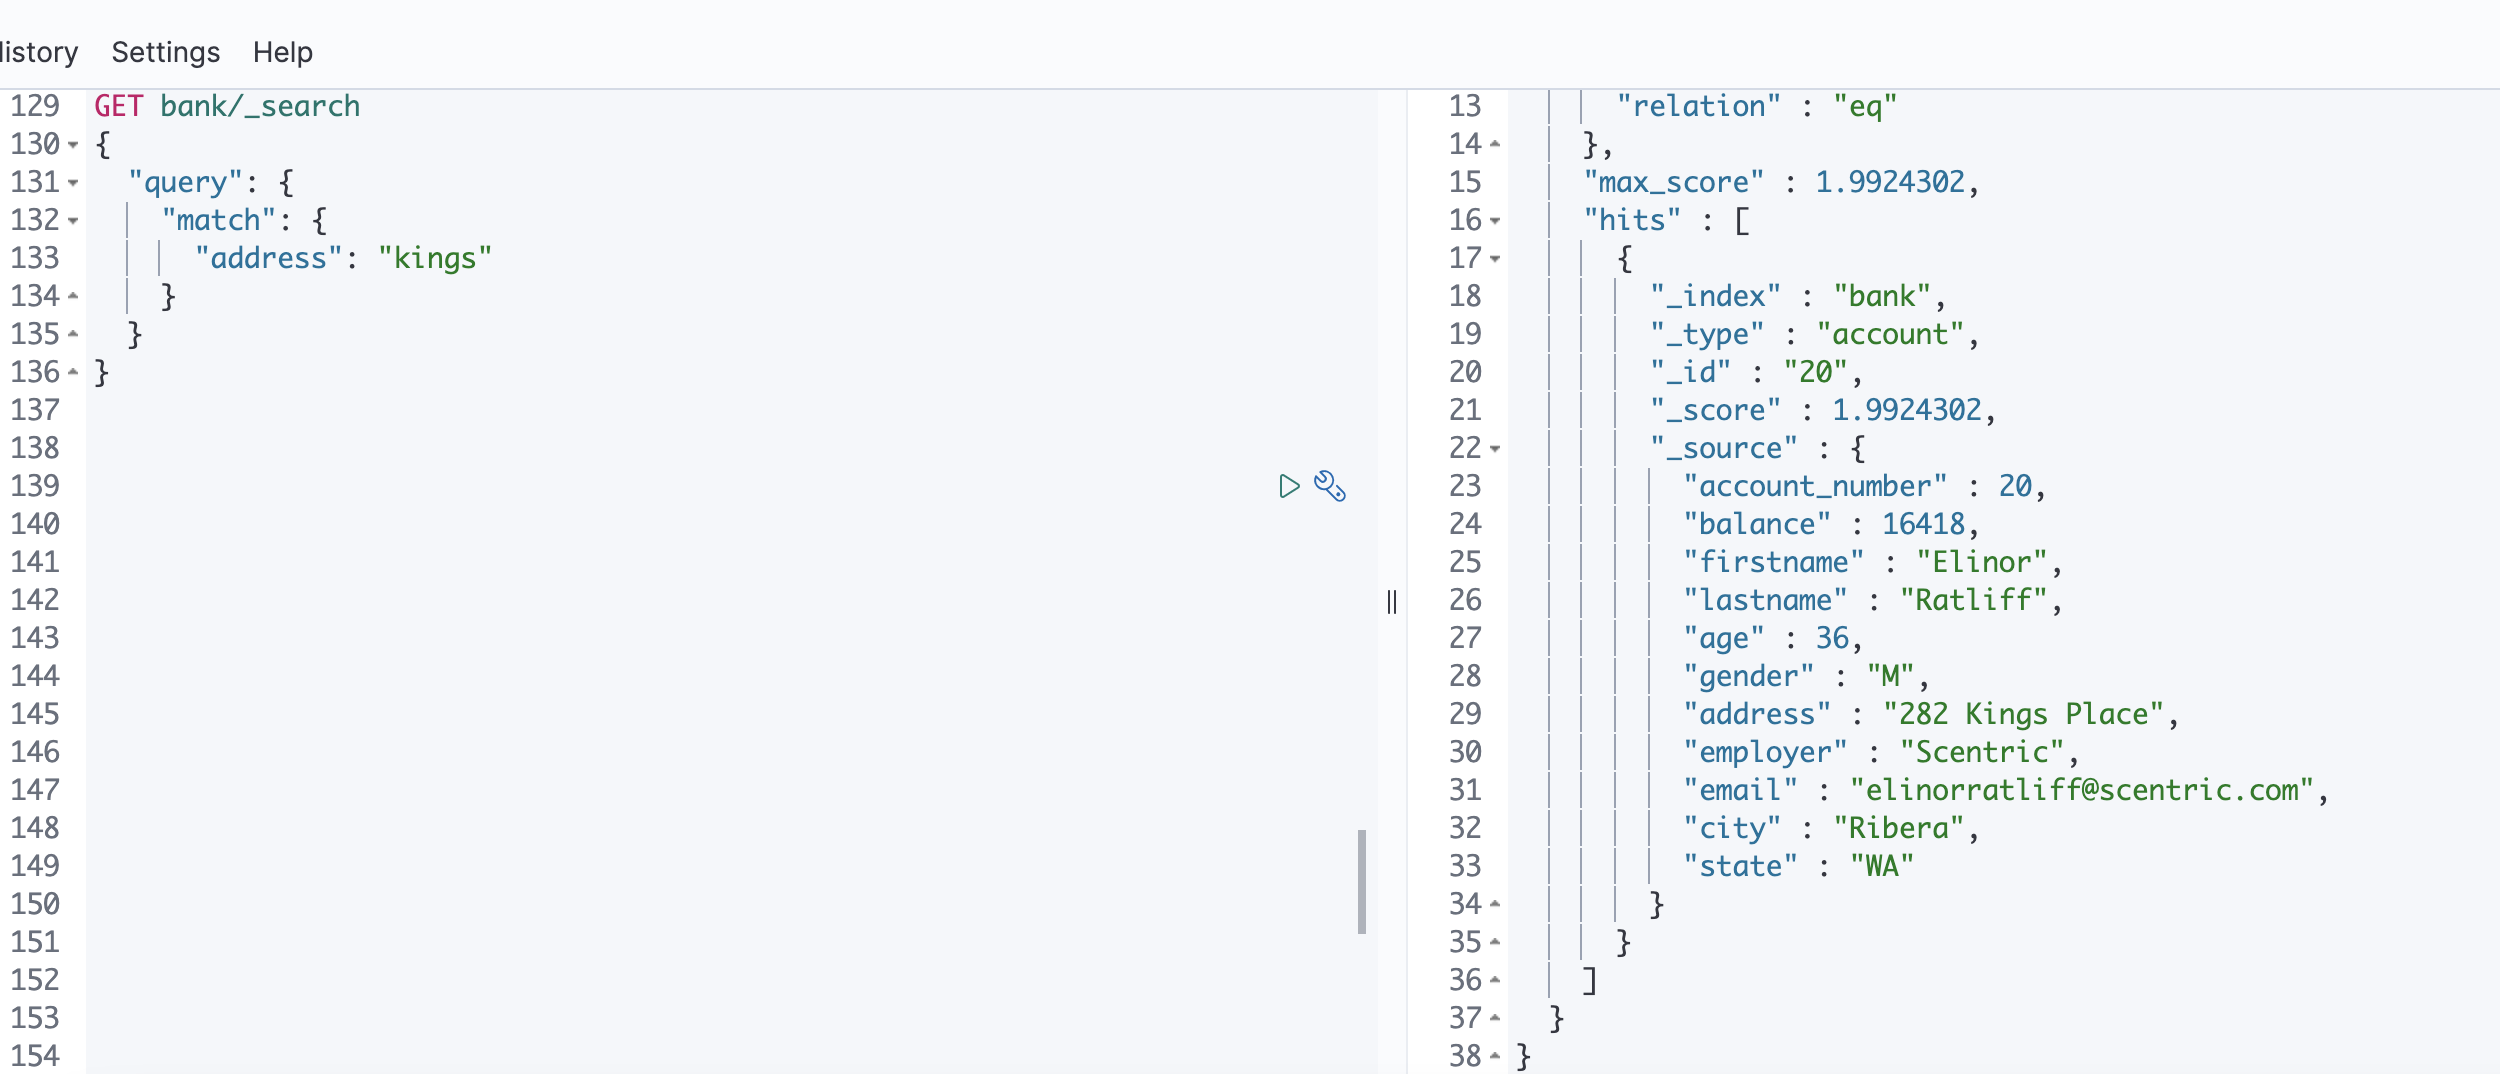 History Settings Help
129 GET bank/_search
130 {
131 "query": {
132 "match": {
133 "address": "kings"
134 }
135 }
136 }
137
138
139
140
141
142
143
144
145
146
147
148
149
150
151
152
153
154
13 "relation" : "eq"
14 },
15 "max_score" : 1.9924302,
16 "hits" : [
17 {
18 "_index" : "bank",
19 "_type" : "account",
20 "_id" : "20",
21 "_score" : 1.9924302,
22 "_source" : {
23 "account_number" : 20,
24 "balance" : 16418,
25 "firstname" : "Elinor",
26 "lastname" : "Ratliff",
27 "age" : 36,
28 "gender" : "M",
29 "address" : "282 Kings Place",
30 "employer" : "Scentric",
31 "email" : "elinorratliff@scentric.com",
32 "city" : "Ribera",
33 "state" : "WA"
34 }
35 }
36 ]
37 }
38 }